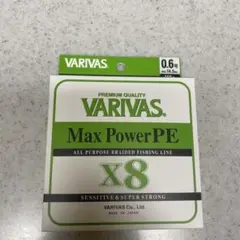 VARIVAS
0.6号
PREMIUM QUALITY
VARIVAS
Max Power PE
ALL PURPOSE BRAIDED FISHING LINE
X8
SENSITIVE & SUPER STRONG
VARIVAS Co., Ltd.
MADE IN JAPAN